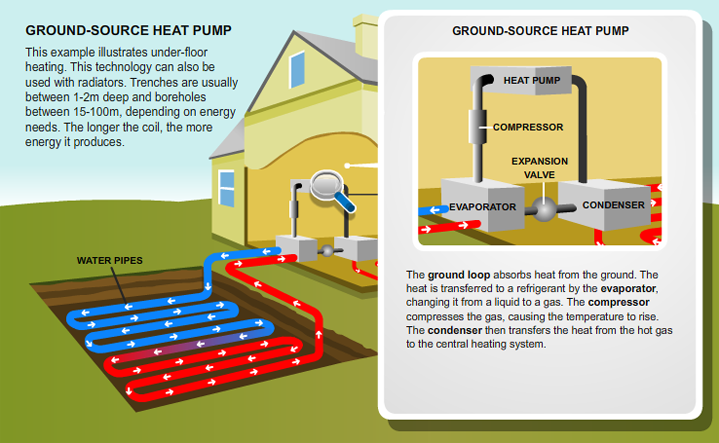 GROUND-SOURCE HEAT PUMP
This example illustrates under-floor
heating. This technology can also be
used with radiators. Trenches are usually
between 1-2m deep and boreholes
between 15-100m, depending on energy
needs. The longer the coil, the more
energy it produces.
WATER PIPES
GROUND-SOURCE HEAT PUMP
HEAT PUMP
COMPRESSOR
EXPANSION
VALVE
EVAPORATOR
CONDENSER
The ground loop absorbs heat from the ground. The
heat is transferred to a refrigerant by the evaporator,
changing it from a liquid to a gas. The compressor
compresses the gas, causing the temperature to rise.
The condenser then transfers the heat from the hot gas
to the central heating system.